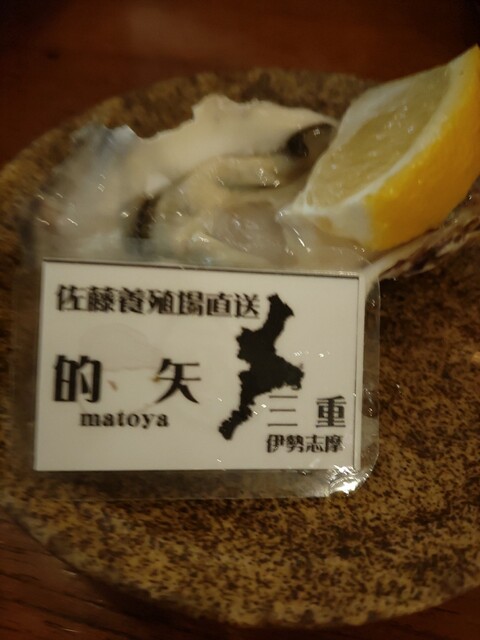 佐藤養殖場直送
的矢
matoya
三重
伊勢志摩